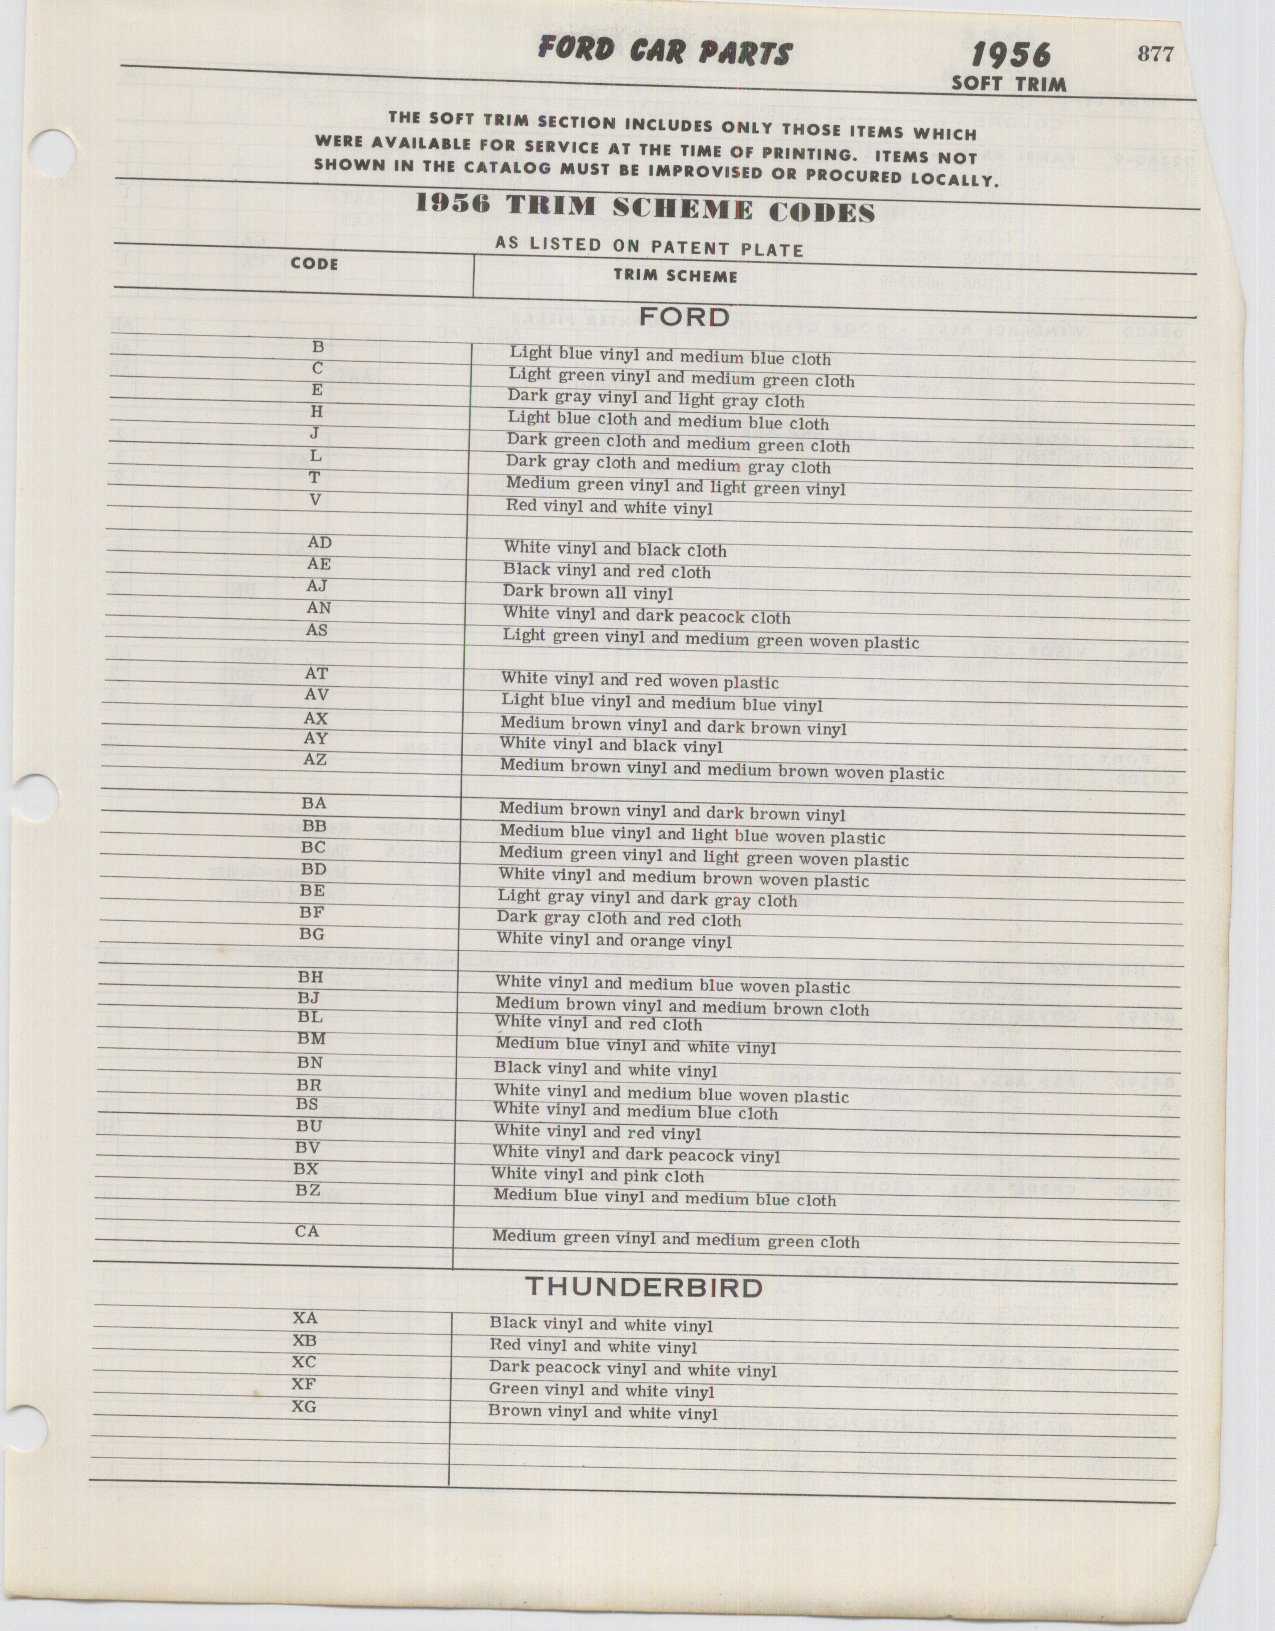 FORD CAR PARTS 1956 877
SOFT TRIM
THE SOFT TRIM SECTION INCLUDES ONLY THOSE ITEMS WHICH
WERE AVAILABLE FOR SERVICE AT THE TIME OF PRINTING. ITEMS NOT
SHOWN IN THE CATALOG MUST BE IMPROVISED OR PROCURED LOCALLY.
1956 TRIM SCHEME CODES
AS LISTED ON PATENT PLATE
CODE TRIM SCHEME
FORD
B Light blue vinyl and medium blue cloth
C Light green vinyl and medium green cloth
E Dark gray vinyl and light gray cloth
H Light blue cloth and medium blue cloth
J Dark green cloth and medium green cloth
L Dark gray cloth and medium gray cloth
T Medium green vinyl and light green vinyl
V Red vinyl and white vinyl
AD White vinyl and black cloth
AE Black vinyl and red cloth
AJ Dark brown all vinyl
AN White vinyl and dark peacock cloth
AS Light green vinyl and medium green woven plastic
AT White vinyl and red woven plastic
AV Light blue vinyl and medium blue vinyl
AX Medium brown vinyl and dark brown vinyl
AY White vinyl and black vinyl
AZ Medium brown vinyl and medium brown woven plastic
BA Medium brown vinyl and dark brown vinyl
BB Medium blue vinyl and light blue woven plastic
BC Medium green vinyl and light green woven plastic
BD White vinyl and medium brown woven plastic
BE Light gray vinyl and dark gray cloth
BF Dark gray cloth and red cloth
BG White vinyl and orange vinyl
BH White vinyl and medium blue woven plastic
BJ Medium brown vinyl and medium brown cloth
BL White vinyl and red cloth
BM Medium blue vinyl and white vinyl
BN Black vinyl and white vinyl
BR White vinyl and medium blue woven plastic
BS White vinyl and medium blue cloth
BU White vinyl and red vinyl
BV White vinyl and dark peacock vinyl
BX White vinyl and pink cloth
BZ Medium blue vinyl and medium blue cloth
CA Medium green vinyl and medium green cloth
THUNDERBIRD
XA Black vinyl and white vinyl
XB Red vinyl and white vinyl
XC Dark peacock vinyl and white vinyl
XF Green vinyl and white vinyl
XG Brown vinyl and white vinyl